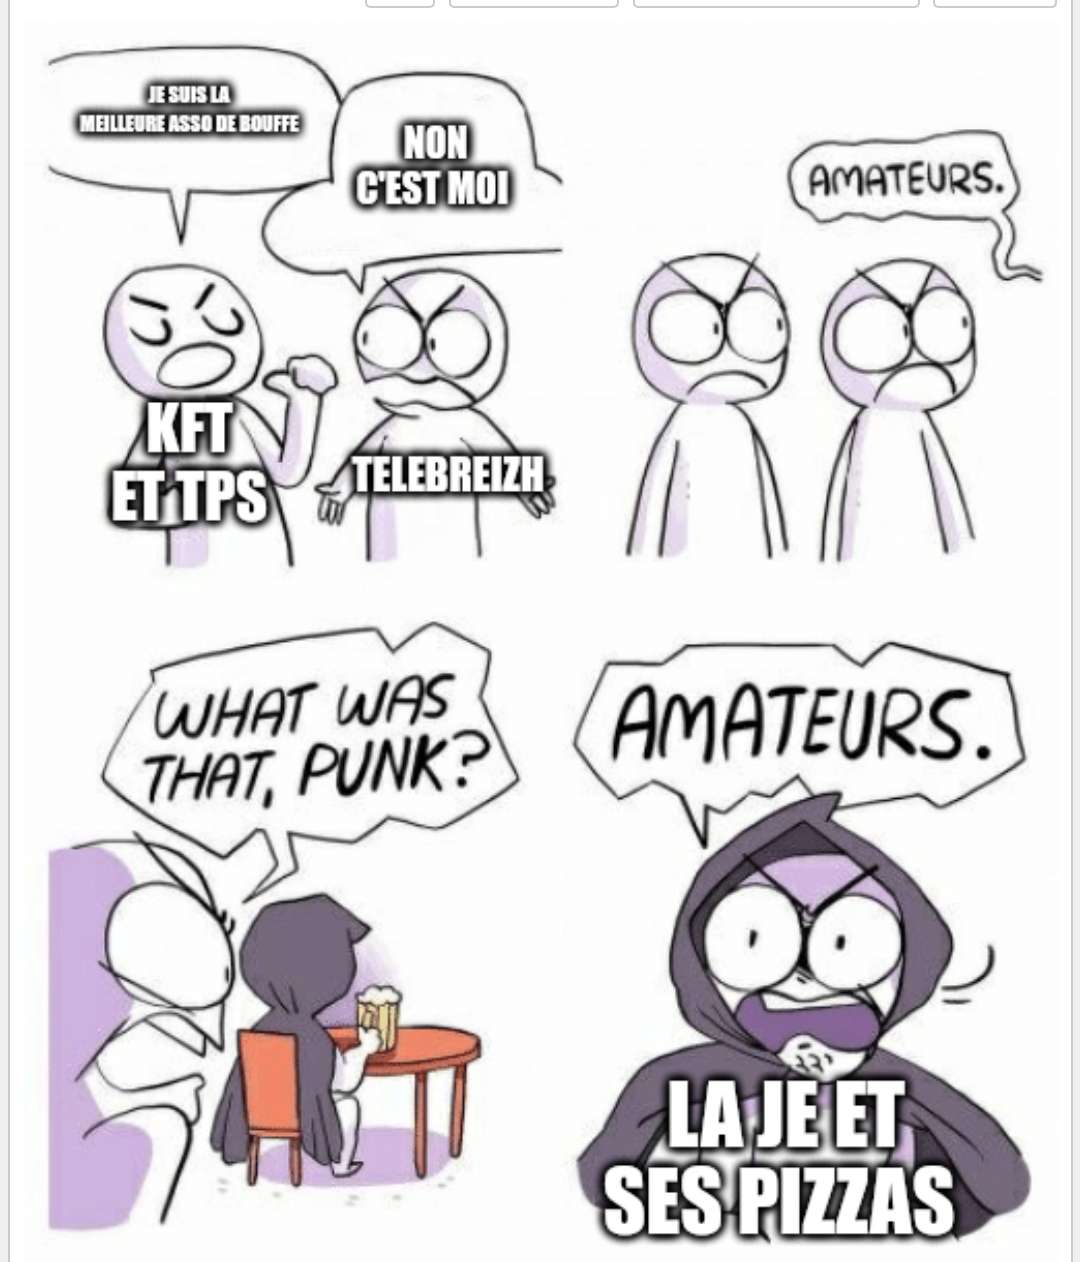 JE SUIS LA
MEILLEURE ASSO DE BOUFFE
NON
C'EST MOI
KFT
ET TPS
TELEBREIZH
AMATEURS.
WHAT WAS
THAT, PUNK?
AMATEURS.
LA JE ET
SES PIZZAS